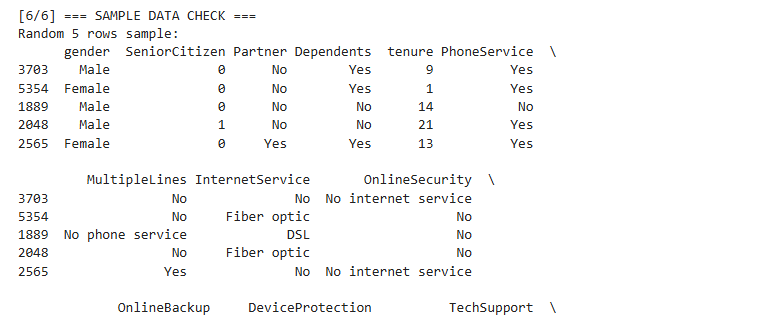 [6/6] === SAMPLE DATA CHECK ===
Random 5 rows sample:
      gender  SeniorCitizen Partner Dependents  tenure PhoneService  \
3703    Male              0      No        Yes       9          Yes
5354  Female              0      No        Yes       1          Yes
1889    Male              0      No         No      14           No
2048    Male              1      No         No      21          Yes
2565  Female              0     Yes        Yes      13          Yes
         MultipleLines InternetService       OnlineSecurity  \
3703                No              No  No internet service
5354                No     Fiber optic                   No
1889  No phone service             DSL                   No
2048                No     Fiber optic                   No
2565               Yes              No  No internet service
             OnlineBackup     DeviceProtection          TechSupport  \